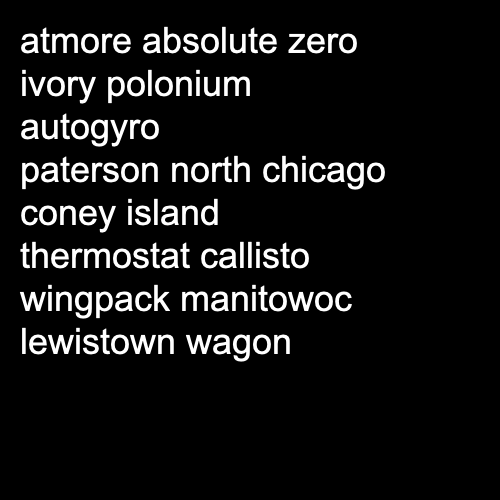 atmore absolute zero
ivory polonium
autogyro
paterson north chicago
coney island
thermostat callisto
wingpack manitowoc
lewistown wagon